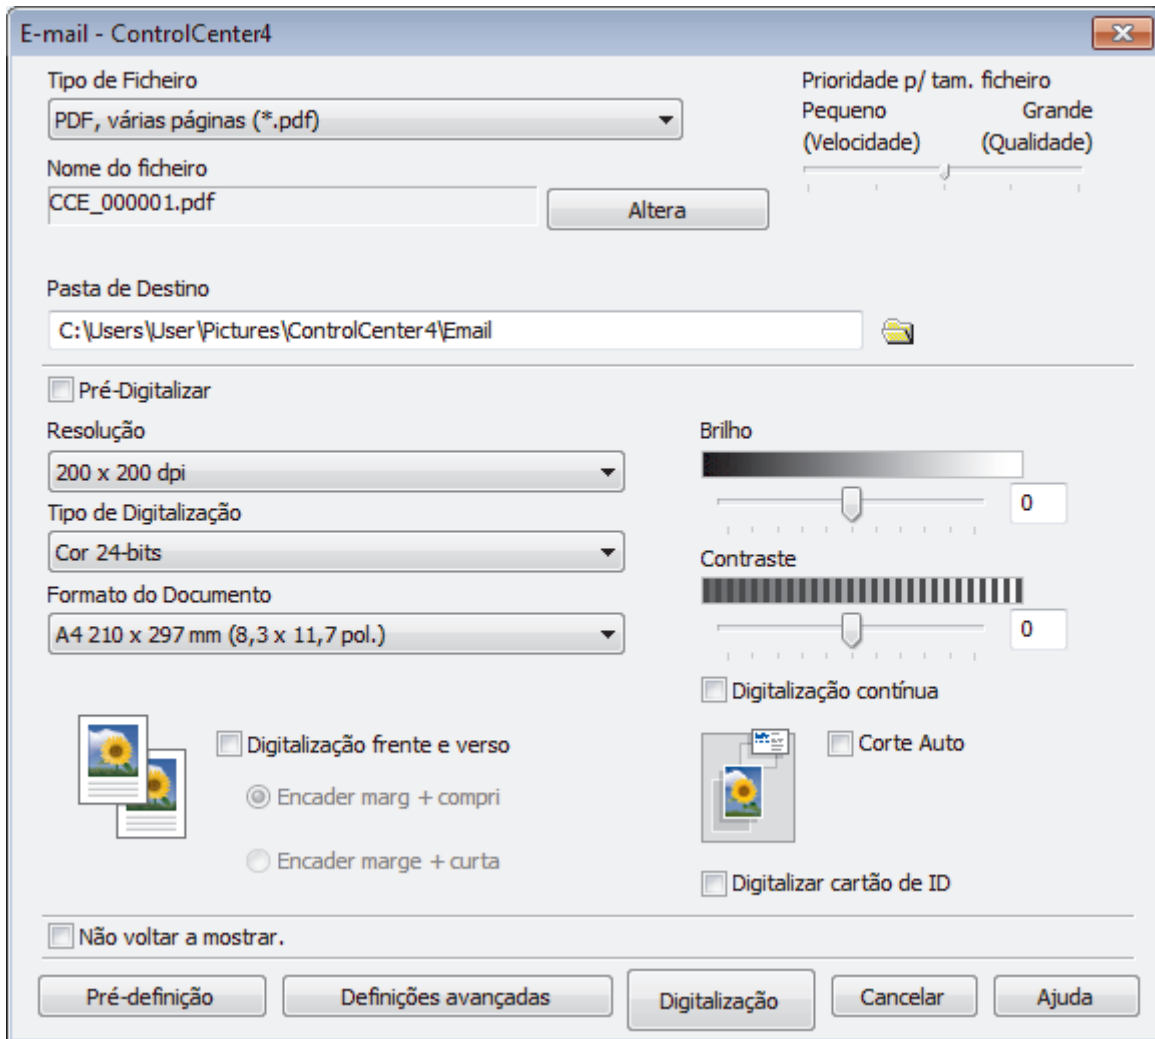 E-mail - ControlCenter4
Tipo de Ficheiro
PDF, várias páginas (*.pdf)
Prioridade p/ tam. ficheiro
Pequeno Grande
(Velocidade) (Qualidade)
Nome do ficheiro
CCE_000001.pdf
Altera
Pasta de Destino
C:\Users\User\Pictures\ControlCenter4\Email
Pré-Digitalizar
Resolução
200 x 200 dpi
Tipo de Digitalização
Cor 24-bits
Formato do Documento
A4 210 x 297 mm (8,3 x 11,7 pol.)
Brilho
0
Contraste
0
Digitalização contínua
Digitalização frente e verso
Encader marg + compri
Encader marge + curta
Corte Auto
Digitalizar cartão de ID
Não voltar a mostrar.
Pré-definição Definições avançadas Digitalização Cancelar Ajuda